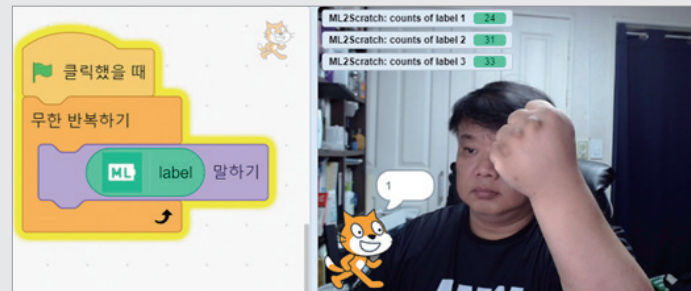 클릭했을 때
무한 반복하기
ML label 말하기
ML2Scratch: counts of label 1 24
ML2Scratch: counts of label 2 31
ML2Scratch: counts of label 3 33
1